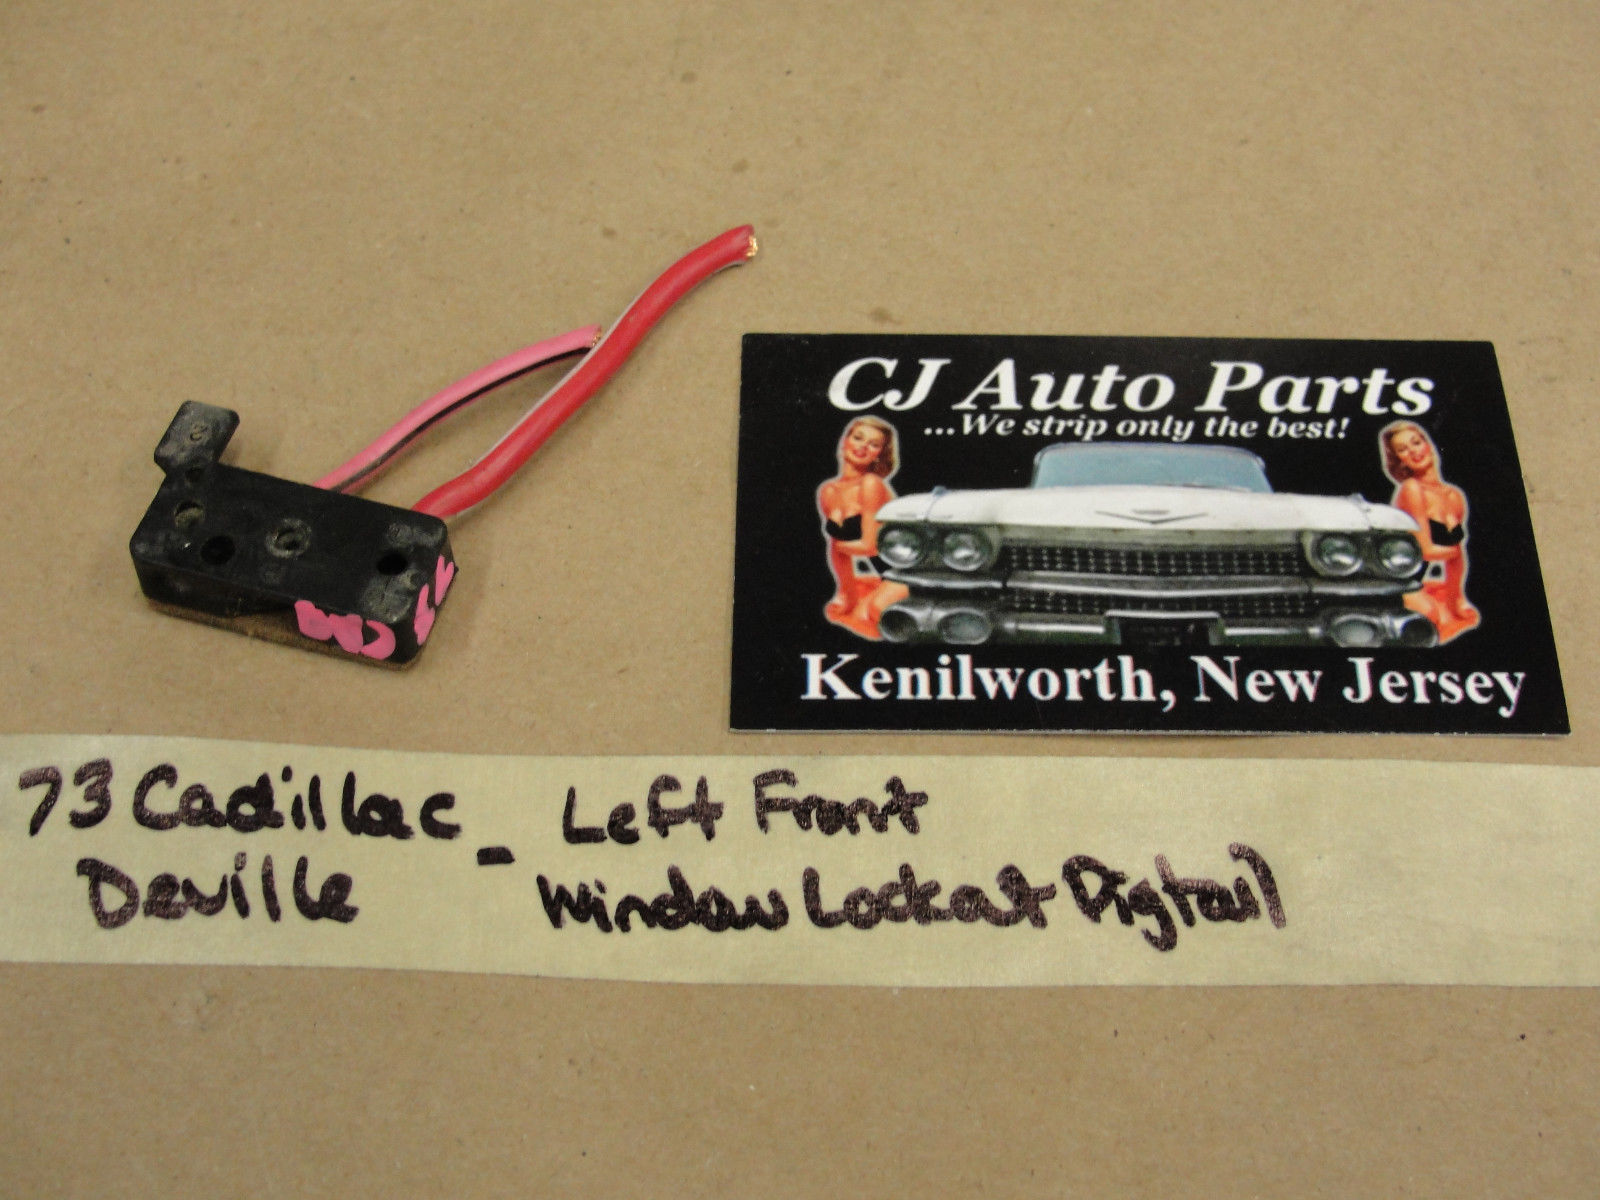 CJ Auto Parts
...We strip only the best!
Kenilworth, New Jersey
73 Cadillac
Deville
- Left Front
Window Lockout Pigtail